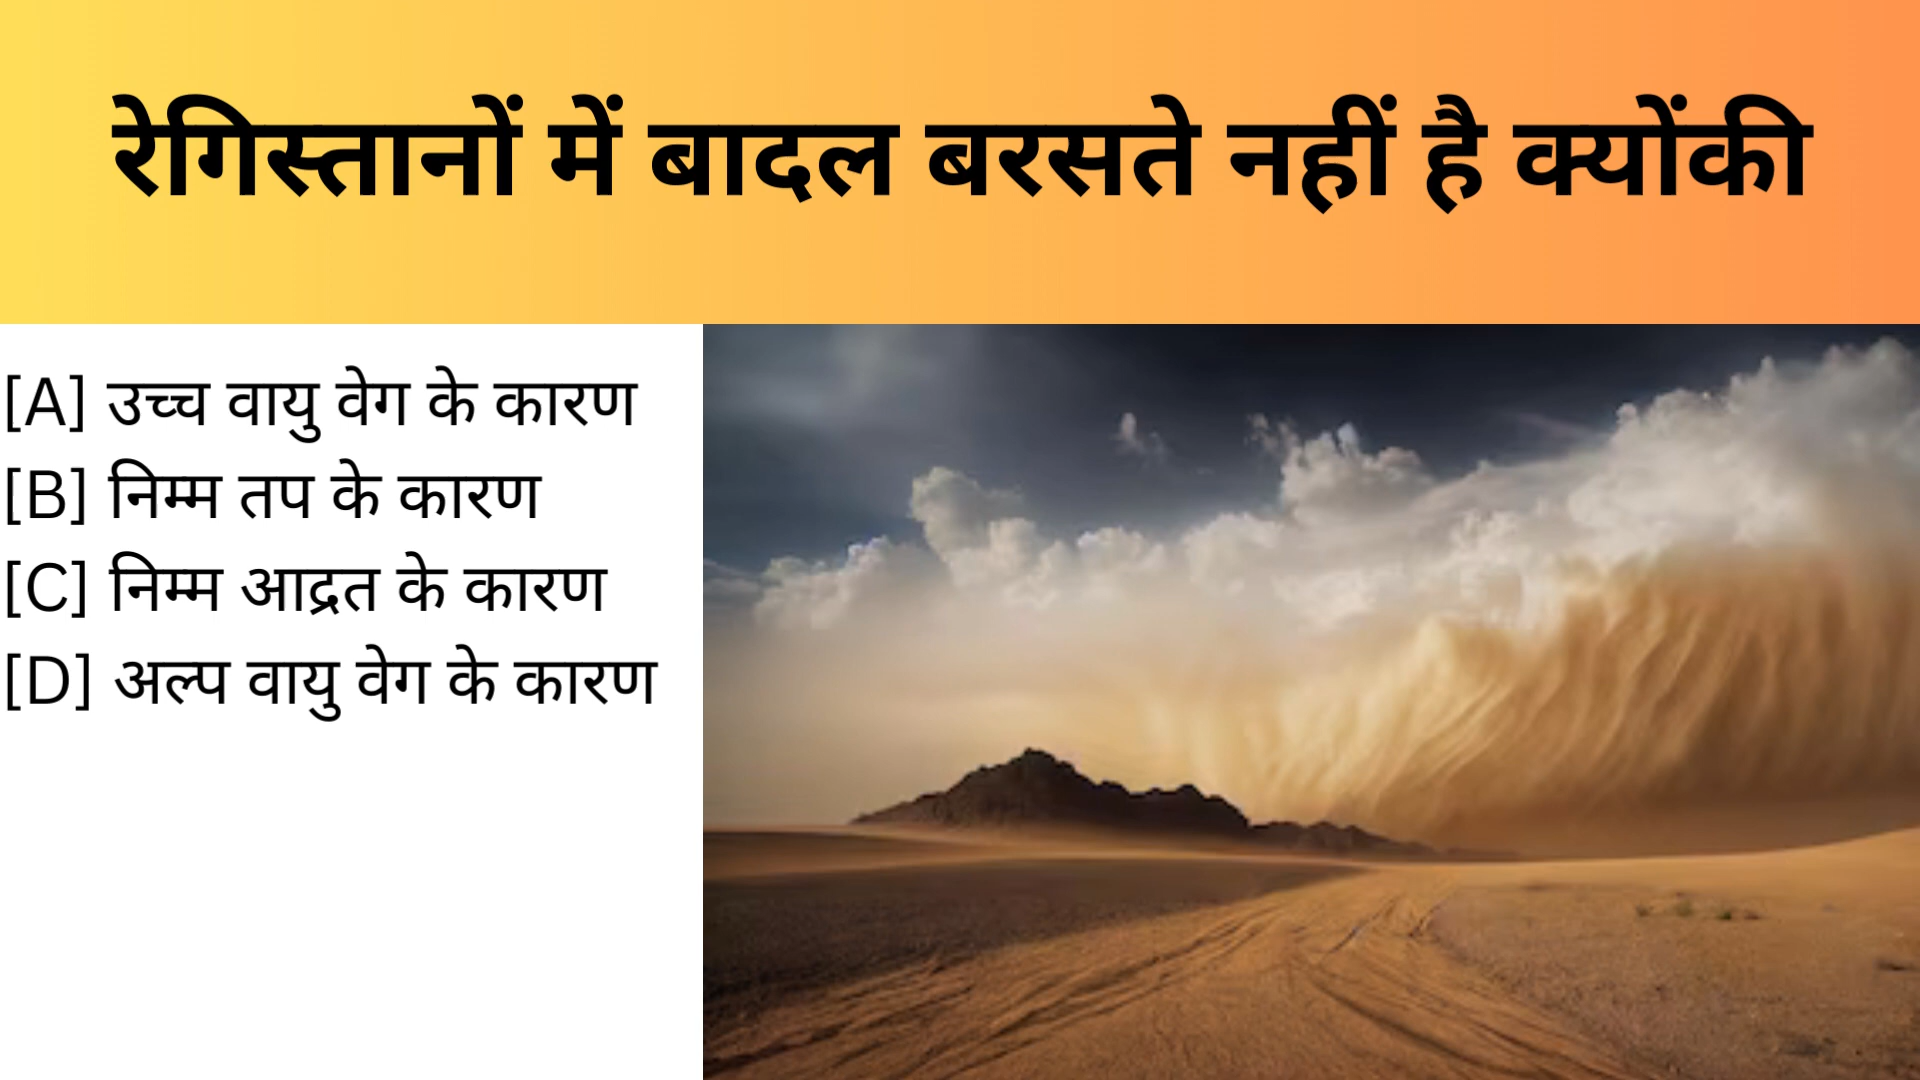 रेगिस्तानों में बादल बरसते नहीं है क्योंकी
[A] उच्च वायु वेग के कारण
[B] निम्म तप के कारण
[C] निम्म आद्रत के कारण
[D] अल्प वायु वेग के कारण